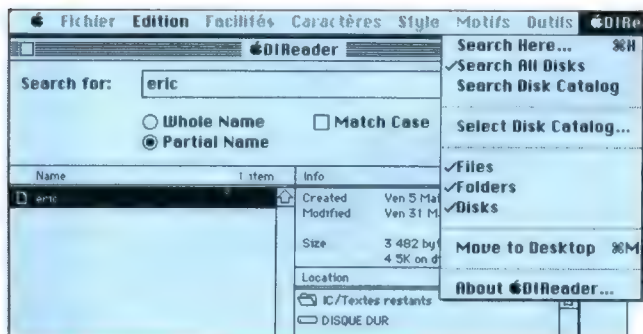 Fichier Edition Facilités Caractères Style Motifs Outils DIRe
DIReader
Search for: eric
Whole Name
Match Case
Partial Name
Name 1 item
Info
eric
Created Ven 5 Mai
Modified Ven 31 M
Size 3 482 by
4.5K on d
Location
IC/Textes restants
DISQUE DUR
Search Here... ⌘H
✓Search All Disks
Search Disk Catalog
Select Disk Catalog...
✓Files
✓Folders
✓Disks
Move to Desktop ⌘M
About DIReader...